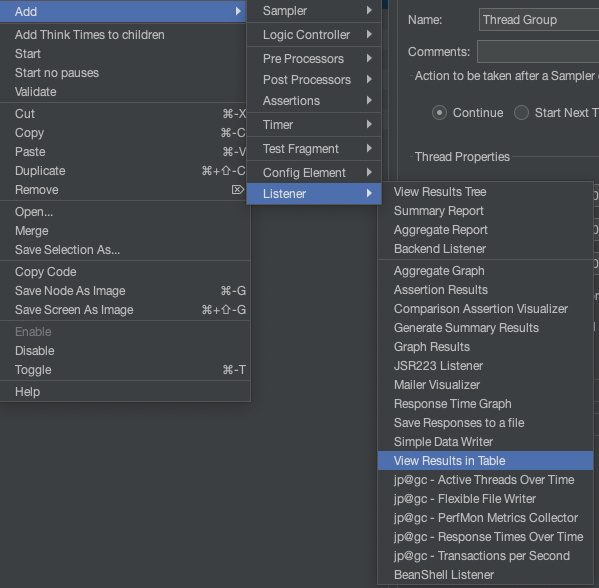 Add
Add Think Times to children
Start
Start no pauses
Validate
Cut ⌘-X
Copy ⌘-C
Paste ⌘-V
Duplicate ⌘+⇧-C
Remove ⌦
Open...
Merge
Save Selection As...
Copy Code
Save Node As Image ⌘-G
Save Screen As Image ⌘+⇧-G
Enable
Disable
Toggle ⌘-T
Help
Sampler
Logic Controller
Pre Processors
Post Processors
Assertions
Timer
Test Fragment
Config Element
Listener
View Results Tree
Summary Report
Aggregate Report
Backend Listener
Aggregate Graph
Assertion Results
Comparison Assertion Visualizer
Generate Summary Results
Graph Results
JSR223 Listener
Mailer Visualizer
Response Time Graph
Save Responses to a file
Simple Data Writer
View Results in Table
jp@gc - Active Threads Over Time
jp@gc - Flexible File Writer
jp@gc - PerfMon Metrics Collector
jp@gc - Response Times Over Time
jp@gc - Transactions per Second
BeanShell Listener
Name: Thread Group
Comments:
Action to be taken after a Sampler
Continue Start Next T
Thread Properties